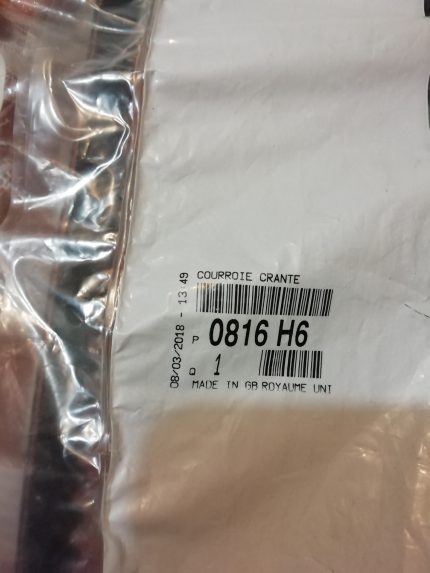 08/03/2018 - 13:49
COURROIE CRANTE
P 0816 H6
Q 1
MADE IN GB ROYAUME UNI